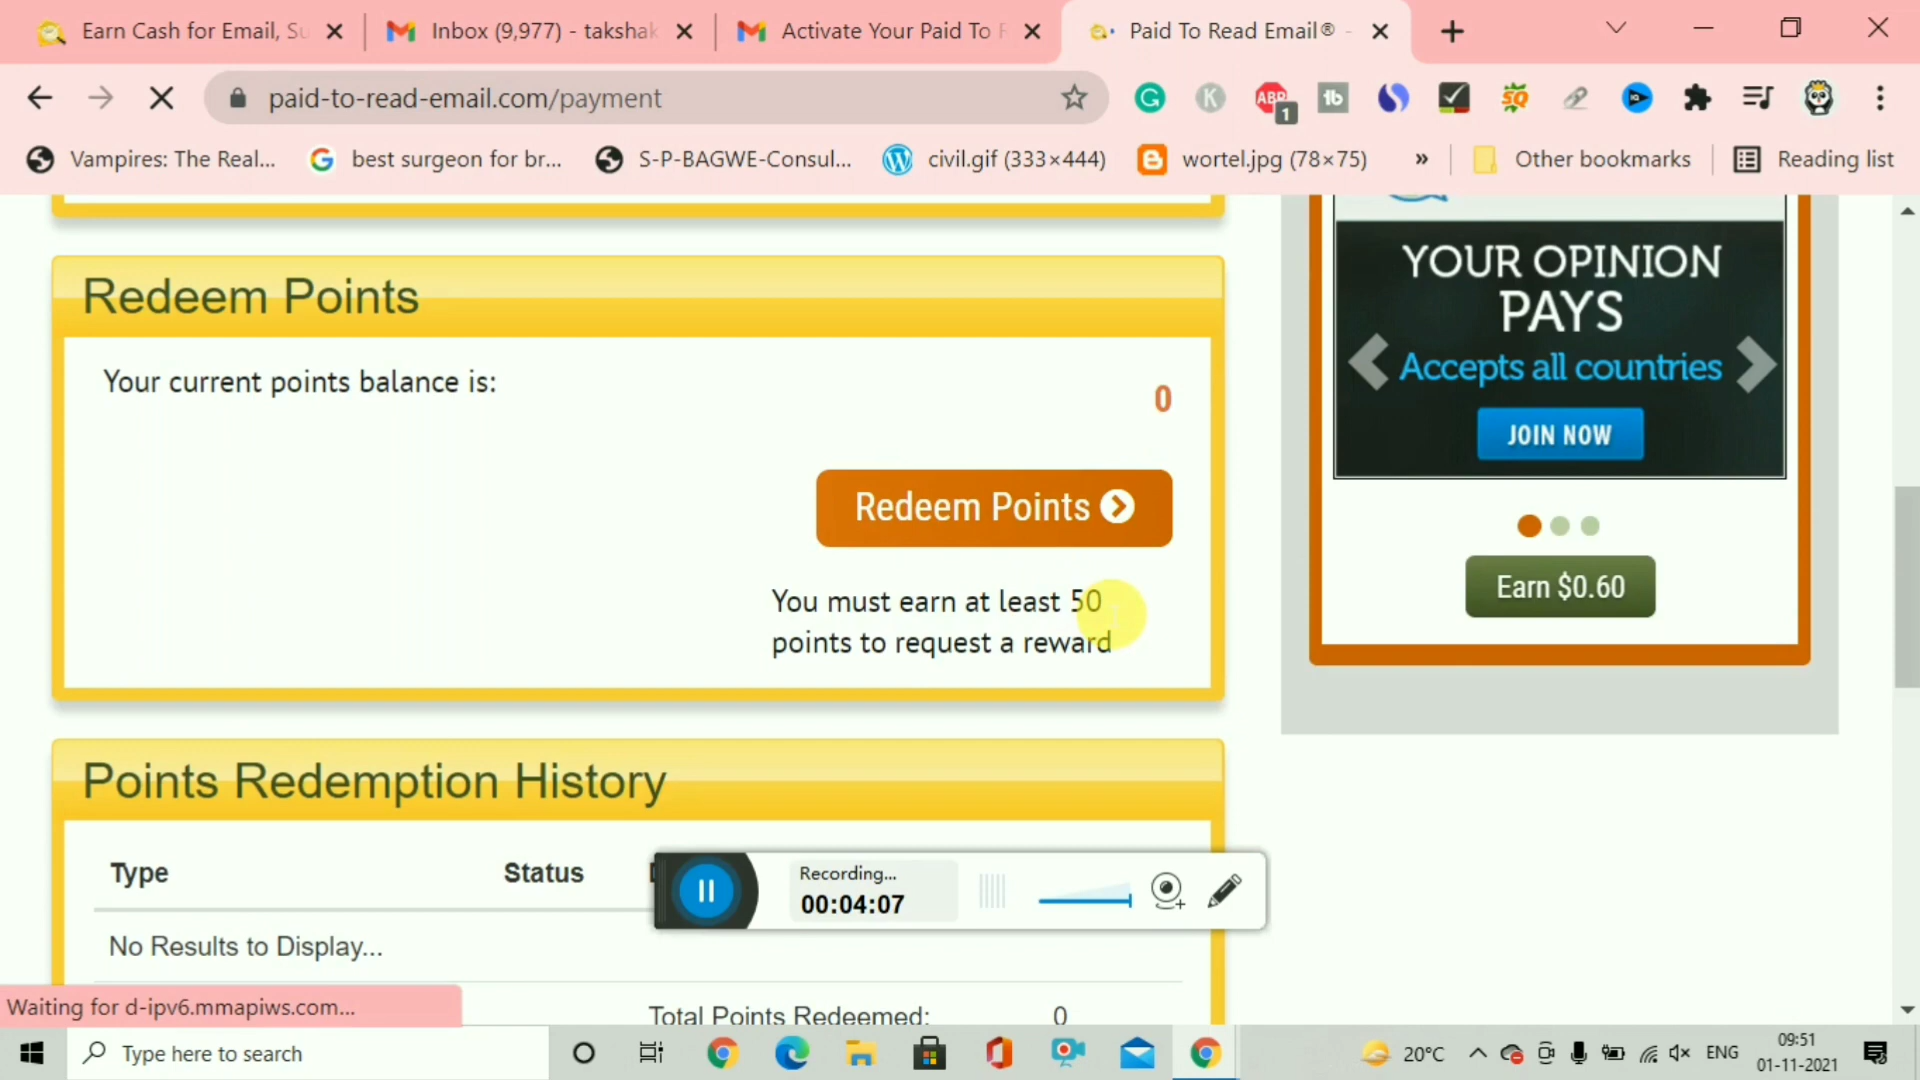 Earn Cash for Email, Su
Inbox (9,977) - takshak
Activate Your Paid To R
Paid To Read Email® -
paid-to-read-email.com/payment
ABP
1
Vampires: The Real...
best surgeon for br...
S-P-BAGWE-Consul...
civil.gif (333×444)
wortel.jpg (78×75)
»
Other bookmarks
Reading list
Redeem Points
Your current points balance is:
0
Redeem Points
You must earn at least 50
points to request a reward
YOUR OPINION
PAYS
Accepts all countries
JOIN NOW
Earn $0.60
Points Redemption History
Type
Status
No Results to Display...
Total Points Redeemed:
0
Recording...
00:04:07
Waiting for d-ipv6.mmapiws.com...
Type here to search
20°C
ENG
09:51
01-11-2021